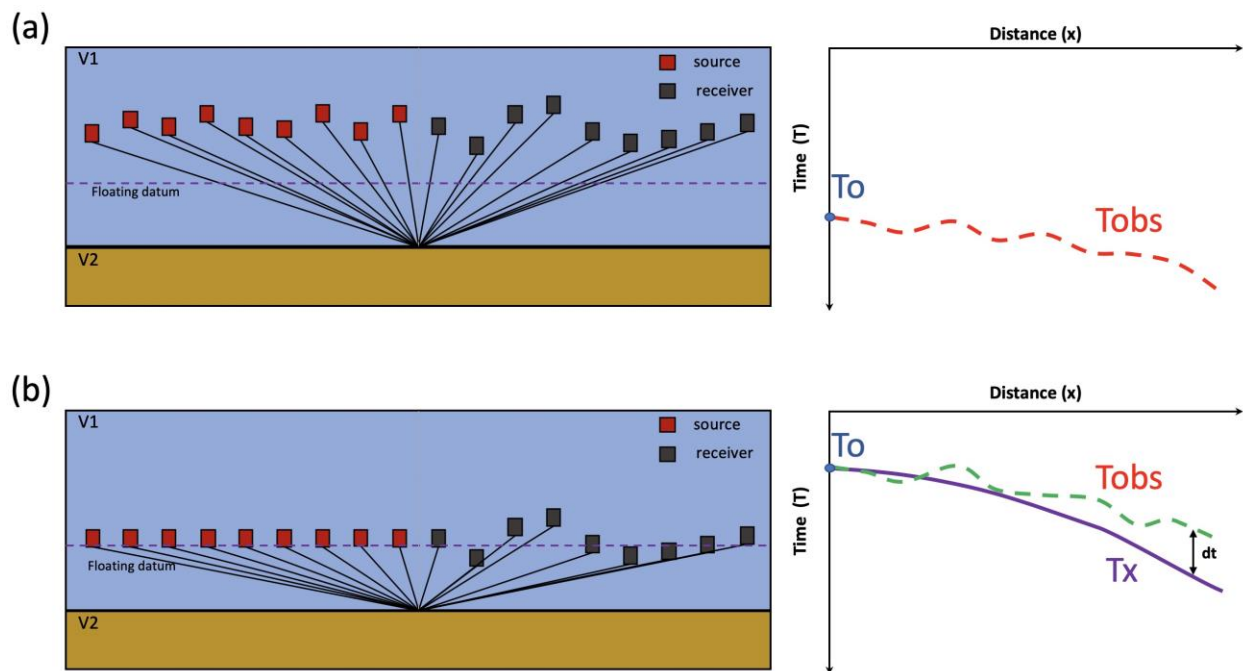 (a)
V1
source
receiver
Floating datum
V2
Distance (x)
Time (T)
To
Tobs
(b)
V1
source
receiver
Floating datum
V2
Distance (x)
Time (T)
To
Tobs
dt
Tx